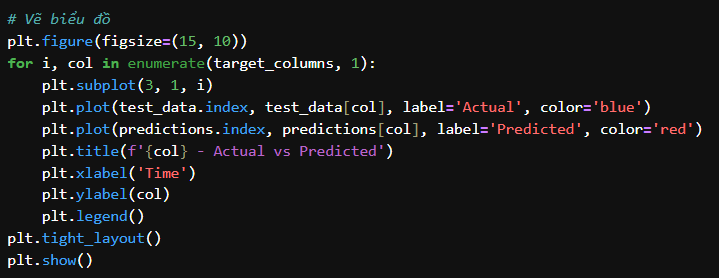 # Vẽ biểu đồ
plt.figure(figsize=(15, 10))
for i, col in enumerate(target_columns, 1):
    plt.subplot(3, 1, i)
    plt.plot(test_data.index, test_data[col], label='Actual', color='blue')
    plt.plot(predictions.index, predictions[col], label='Predicted', color='red')
    plt.title(f'{col} - Actual vs Predicted')
    plt.xlabel('Time')
    plt.ylabel(col)
    plt.legend()
plt.tight_layout()
plt.show()